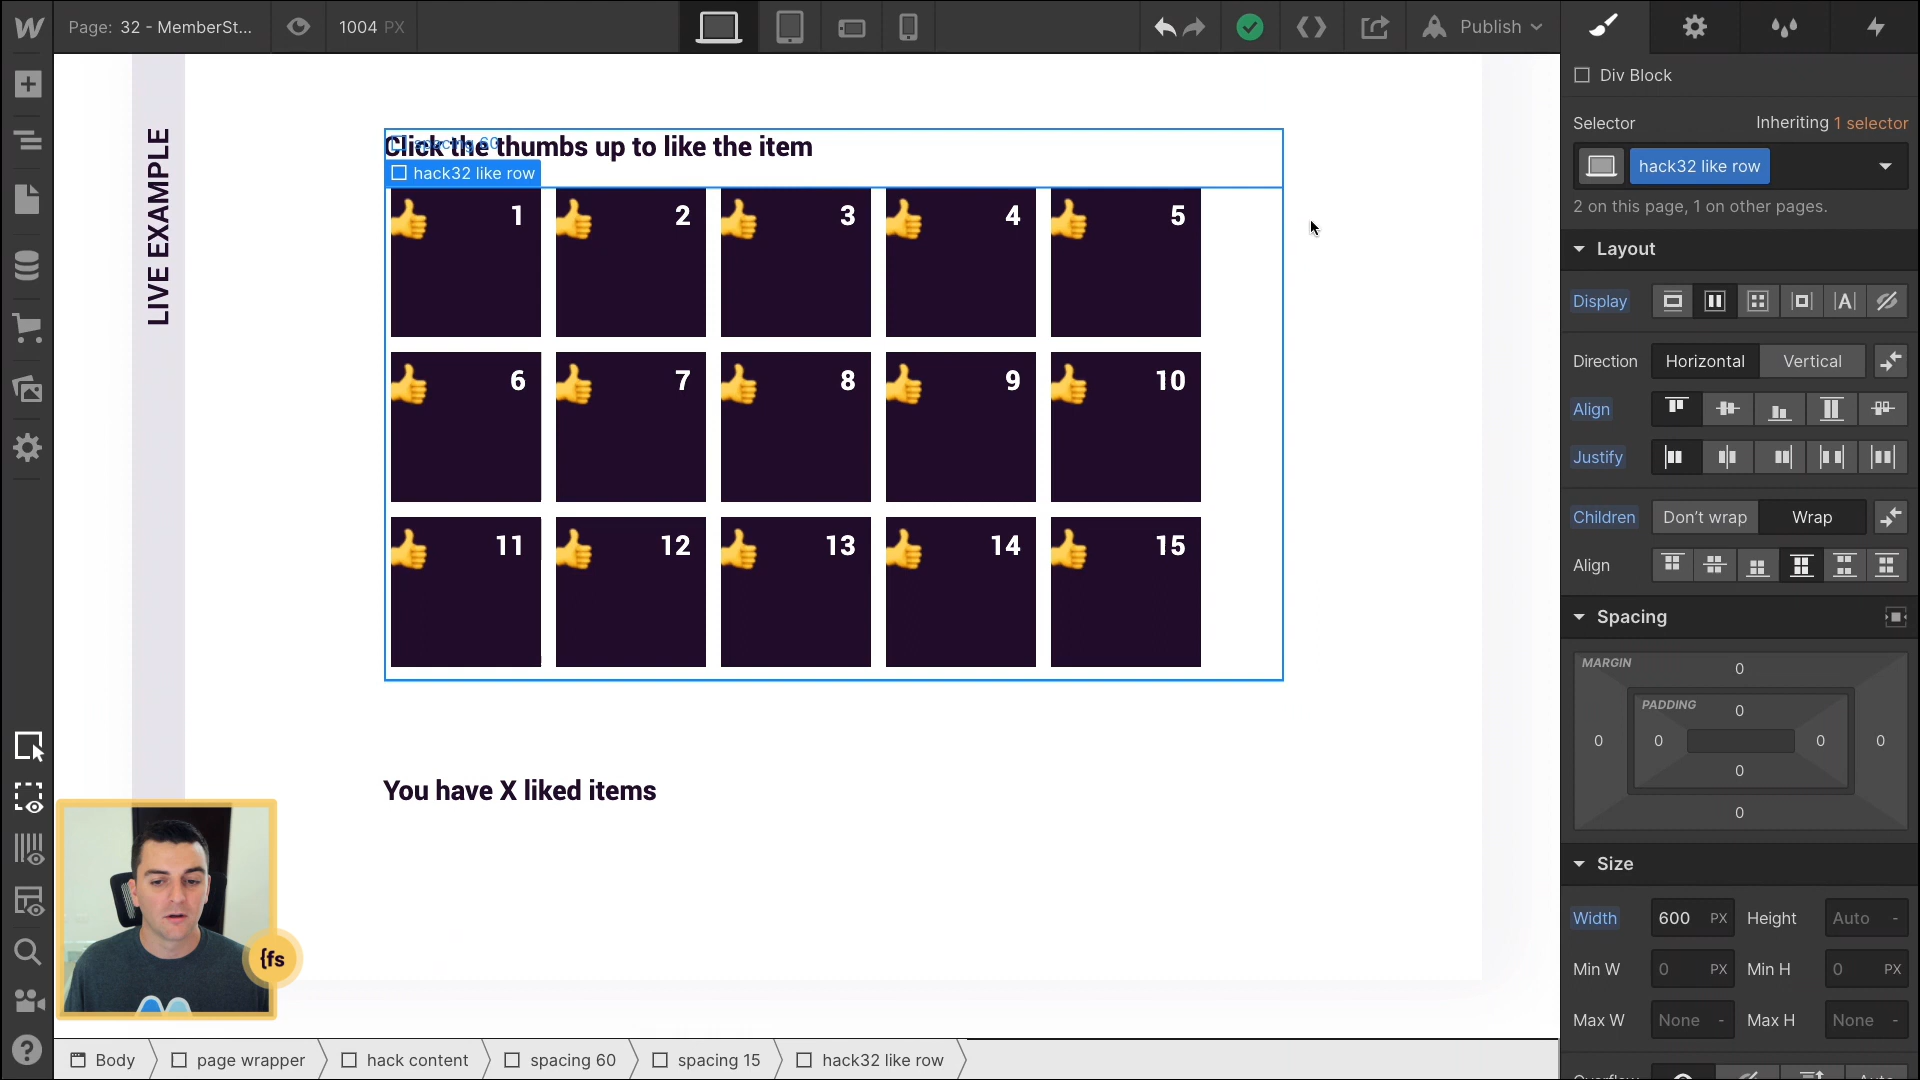 Page: 32 - MemberSt...
1004 PX
Publish
Div Block
Selector
Inheriting 1 selector
hack32 like row
2 on this page, 1 on other pages.
Layout
Display
Direction
Horizontal
Vertical
Align
Justify
Children
Don't wrap
Wrap
Align
Spacing
MARGIN
0
PADDING
0
0
0
0
0
0
0
Size
Width
600 PX
Height
Auto -
Min W
0 PX
Min H
0 PX
Max W
None -
Max H
None -
LIVE EXAMPLE
Click the thumbs up to like the item
spacing 60
hack32 like row
1 2 3 4 5
6 7 8 9 10
11 12 13 14 15
You have X liked items
{fs
Body
page wrapper
hack content
spacing 60
spacing 15
hack32 like row